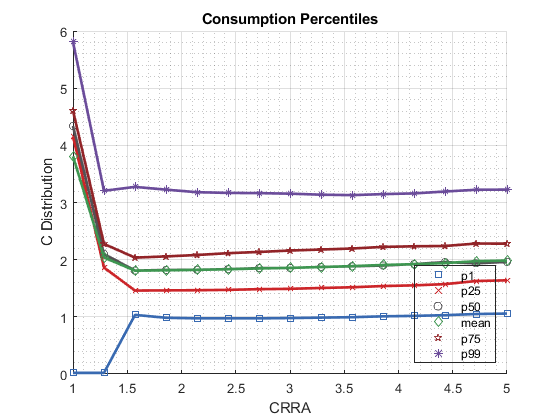 Consumption Percentiles
C Distribution
6
5
4
3
2
1
0
p1
p25
p50
mean
p75
p99
1 1.5 2 2.5 3 3.5 4 4.5 5
CRRA